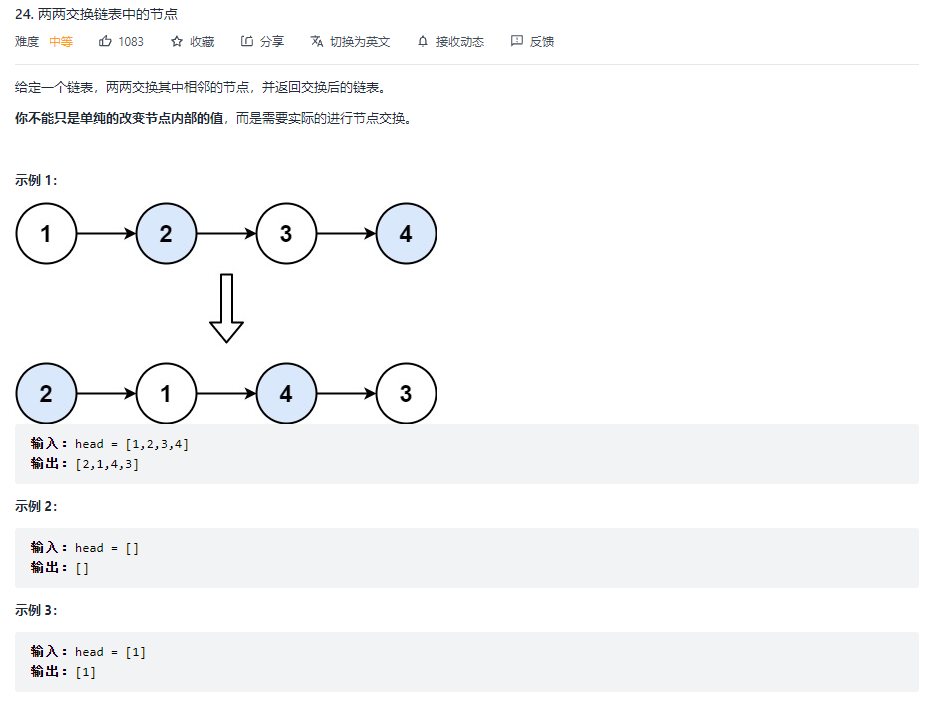 24. 两两交换链表中的节点
难度 中等 1083 收藏 分享 切换为英文 接收动态 反馈
给定一个链表，两两交换其中相邻的节点，并返回交换后的链表。
你不能只是单纯的改变节点内部的值，而是需要实际的进行节点交换。
示例 1：
1 2 3 4
2 1 4 3
输入：head = [1,2,3,4]
输出：[2,1,4,3]
示例 2：
输入：head = []
输出：[]
示例 3：
输入：head = [1]
输出：[1]